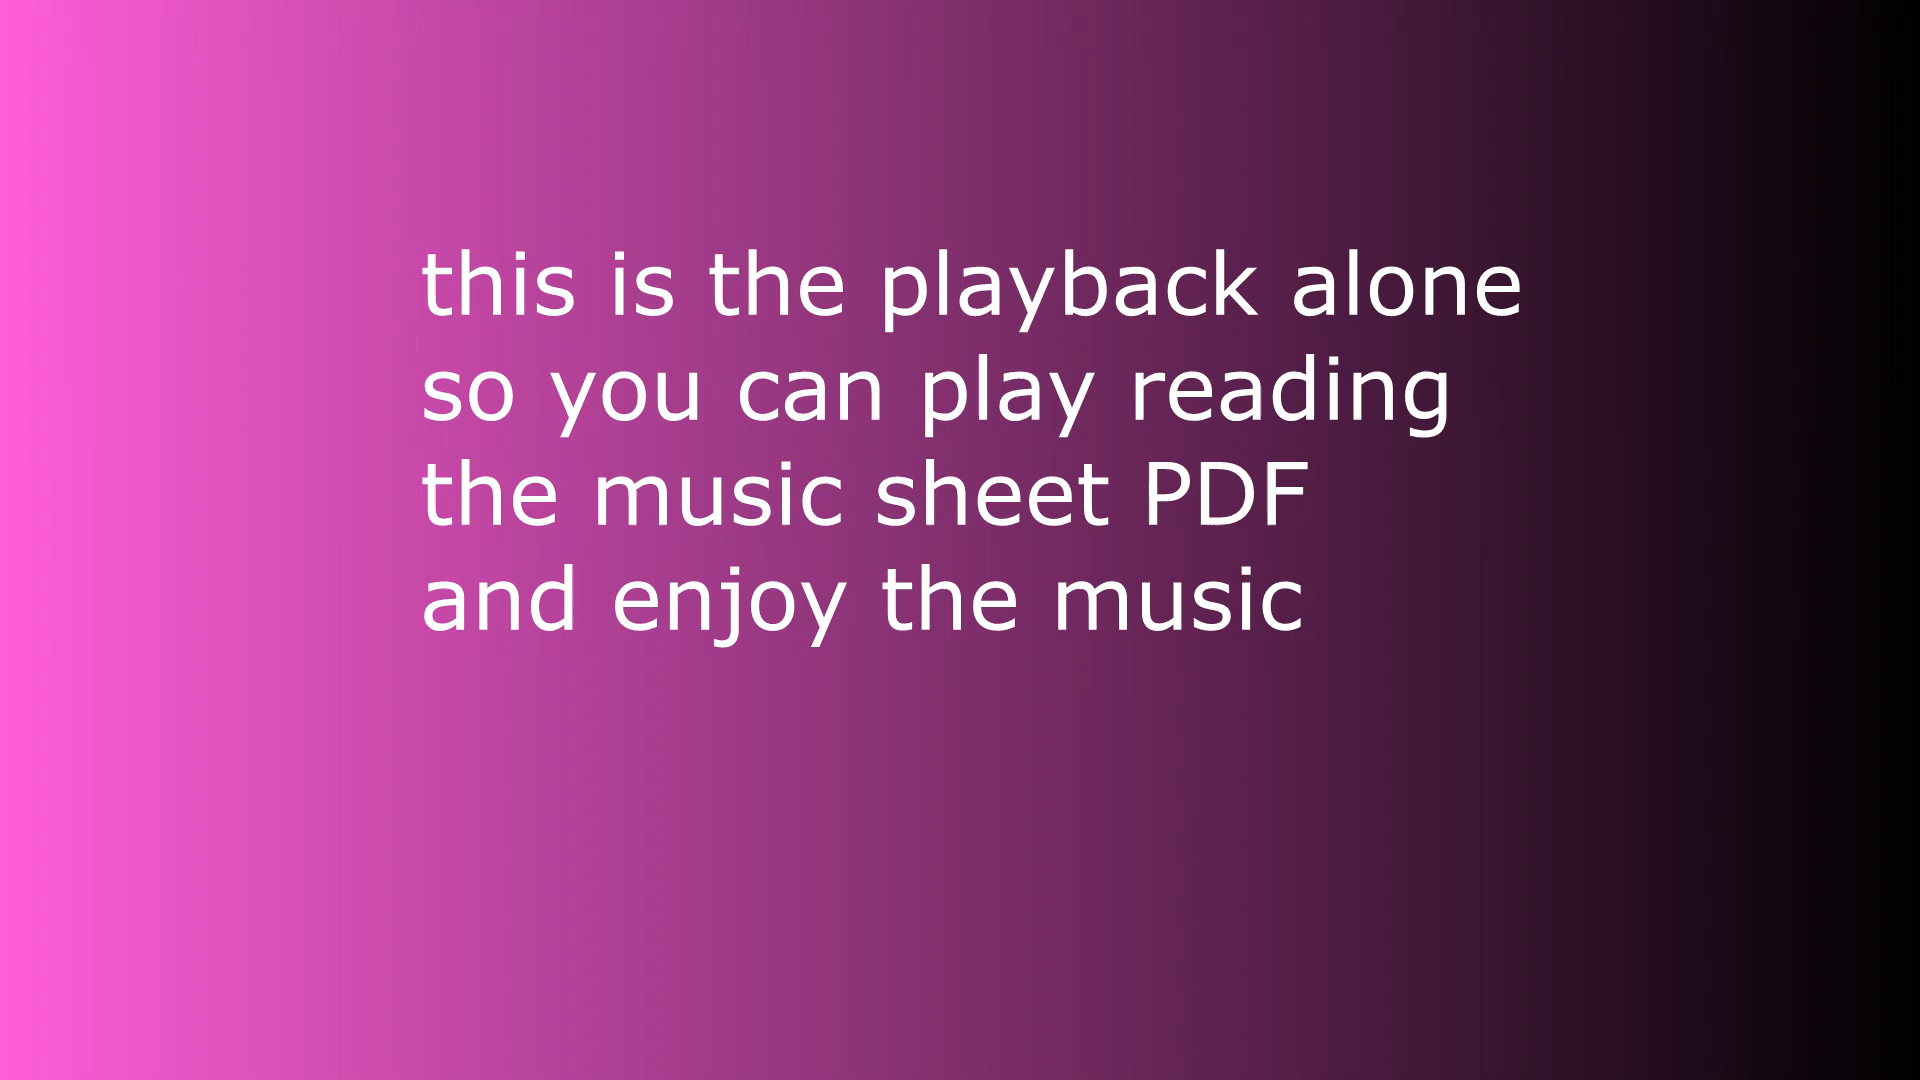 this is the playback alone
so you can play reading
the music sheet PDF
and enjoy the music